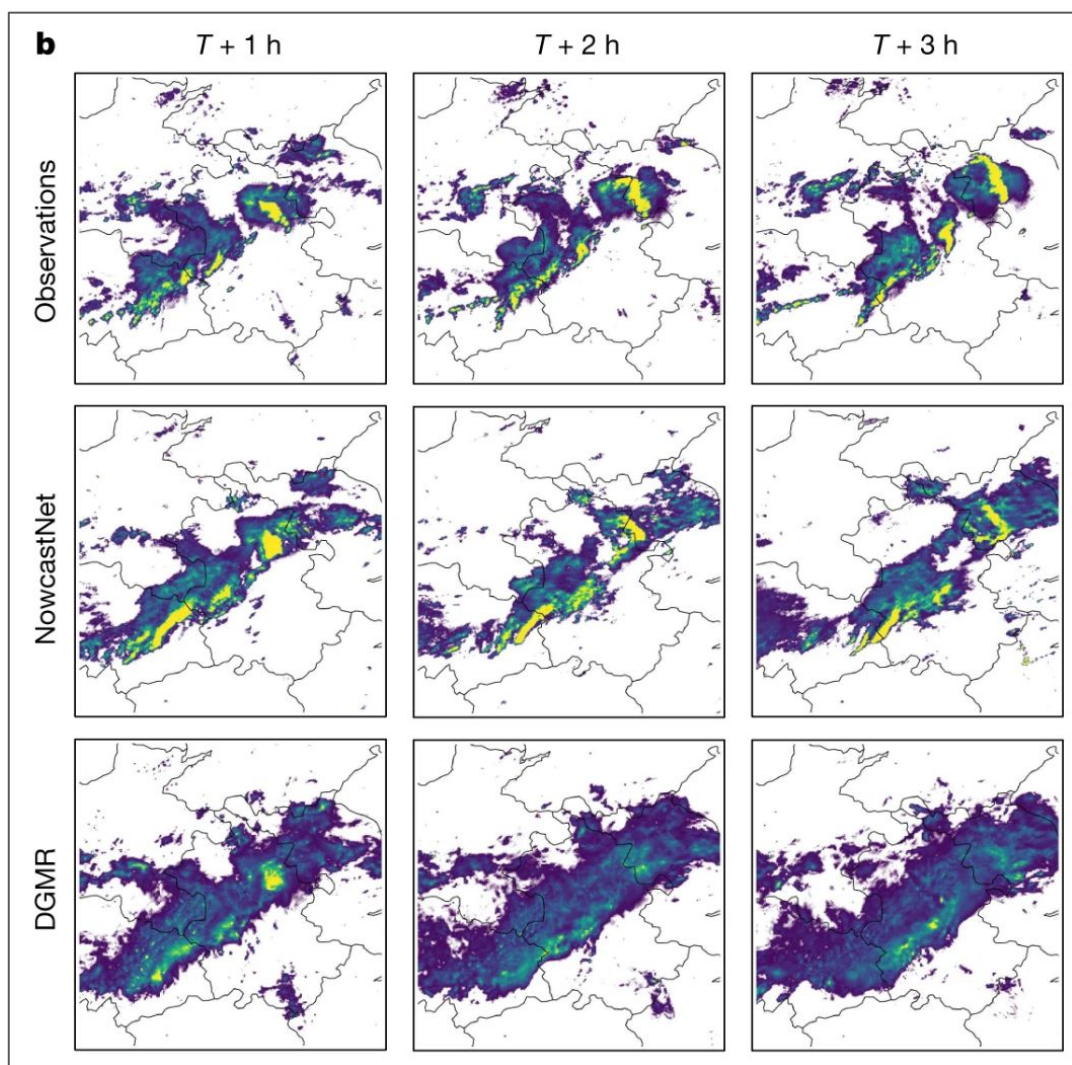 b
T + 1 h
T + 2 h
T + 3 h
Observations
NowcastNet
DGMR